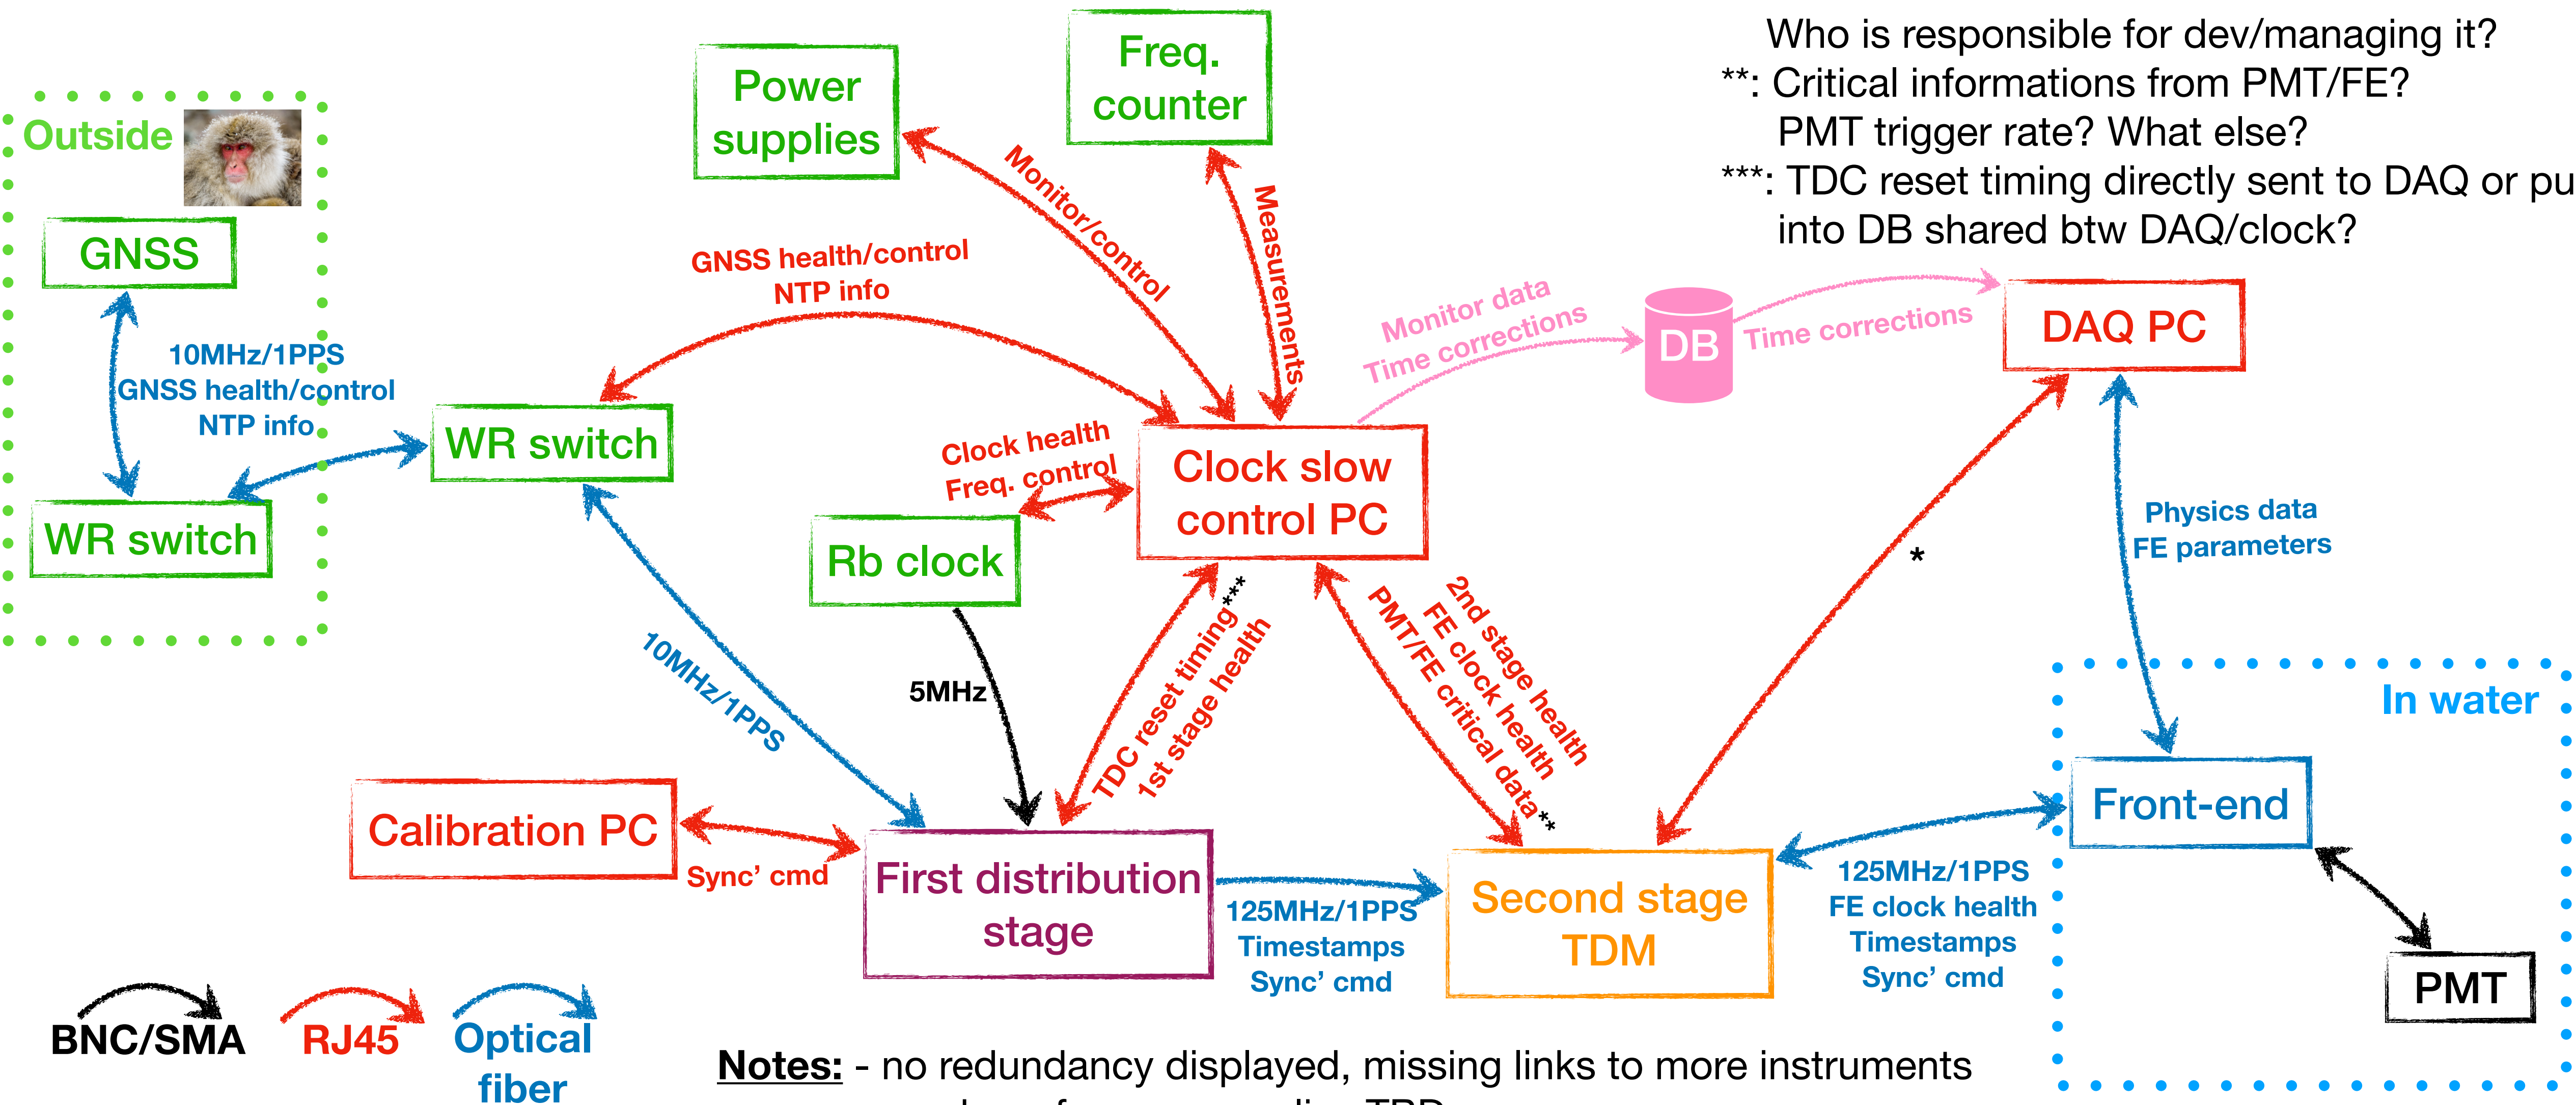 Who is responsible for dev/managing it?
**: Critical informations from PMT/FE?
PMT trigger rate? What else?
***: TDC reset timing directly sent to DAQ or pu
into DB shared btw DAQ/clock?
Outside
GNSS
10MHz/1PPS
GNSS health/control
NTP info
WR switch
WR switch
Power
supplies
Freq.
counter
Monitor/control
Measurements
GNSS health/control
NTP info
Clock health
Freq. control
Clock slow
control PC
Rb clock
Monitor data
Time corrections
DB
Time corrections
DAQ PC
*
Physics data
FE parameters
10MHz/1PPS
5MHz
TDC reset timing***
1st stage health
2nd stage health
FE clock health
PMT/FE critical data**
In water
Front-end
PMT
Calibration PC
Sync’ cmd
First distribution
stage
125MHz/1PPS
Timestamps
Sync’ cmd
Second stage
TDM
125MHz/1PPS
FE clock health
Timestamps
Sync’ cmd
BNC/SMA
RJ45
Optical
fiber
Notes: - no redundancy displayed, missing links to more instruments